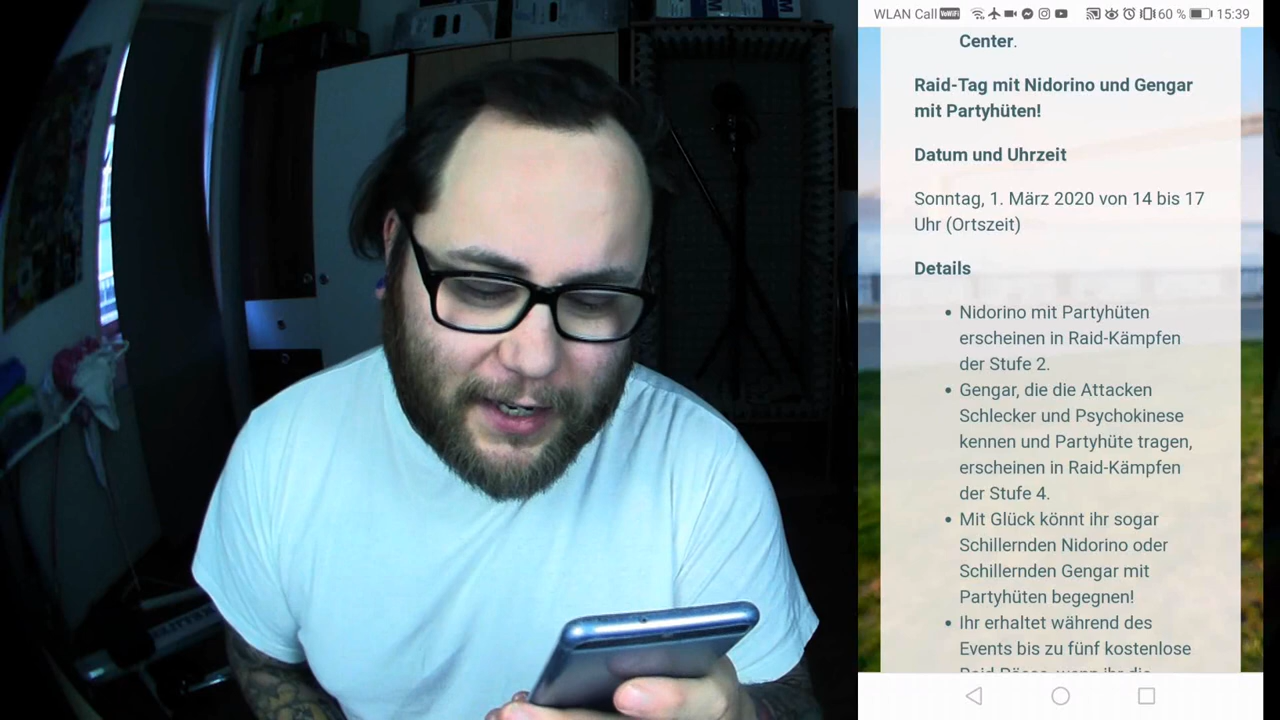 WLAN Call VoWiFi 60 % 15:39
Center.
Raid-Tag mit Nidorino und Gengar
mit Partyhüten!
Datum und Uhrzeit
Sonntag, 1. März 2020 von 14 bis 17
Uhr (Ortszeit)
Details
• Nidorino mit Partyhüten
erscheinen in Raid-Kämpfen
der Stufe 2.
• Gengar, die die Attacken
Schlecker und Psychokinese
kennen und Partyhüte tragen,
erscheinen in Raid-Kämpfen
der Stufe 4.
• Mit Glück könnt ihr sogar
Schillernden Nidorino oder
Schillernden Gengar mit
Partyhüten begegnen!
• Ihr erhaltet während des
Events bis zu fünf kostenlose